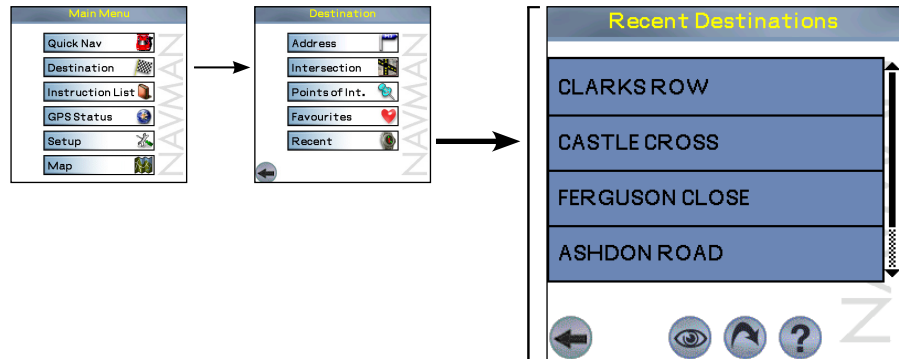 Main Menu
Quick Nav
Destination
Instruction List
GPS Status
Setup
Map
NAVMAN
Destination
Address
Intersection
Points of Int.
Favourites
Recent
NAVMAN
Recent Destinations
CLARKS ROW
CASTLE CROSS
FERGUSON CLOSE
ASHDON ROAD
?